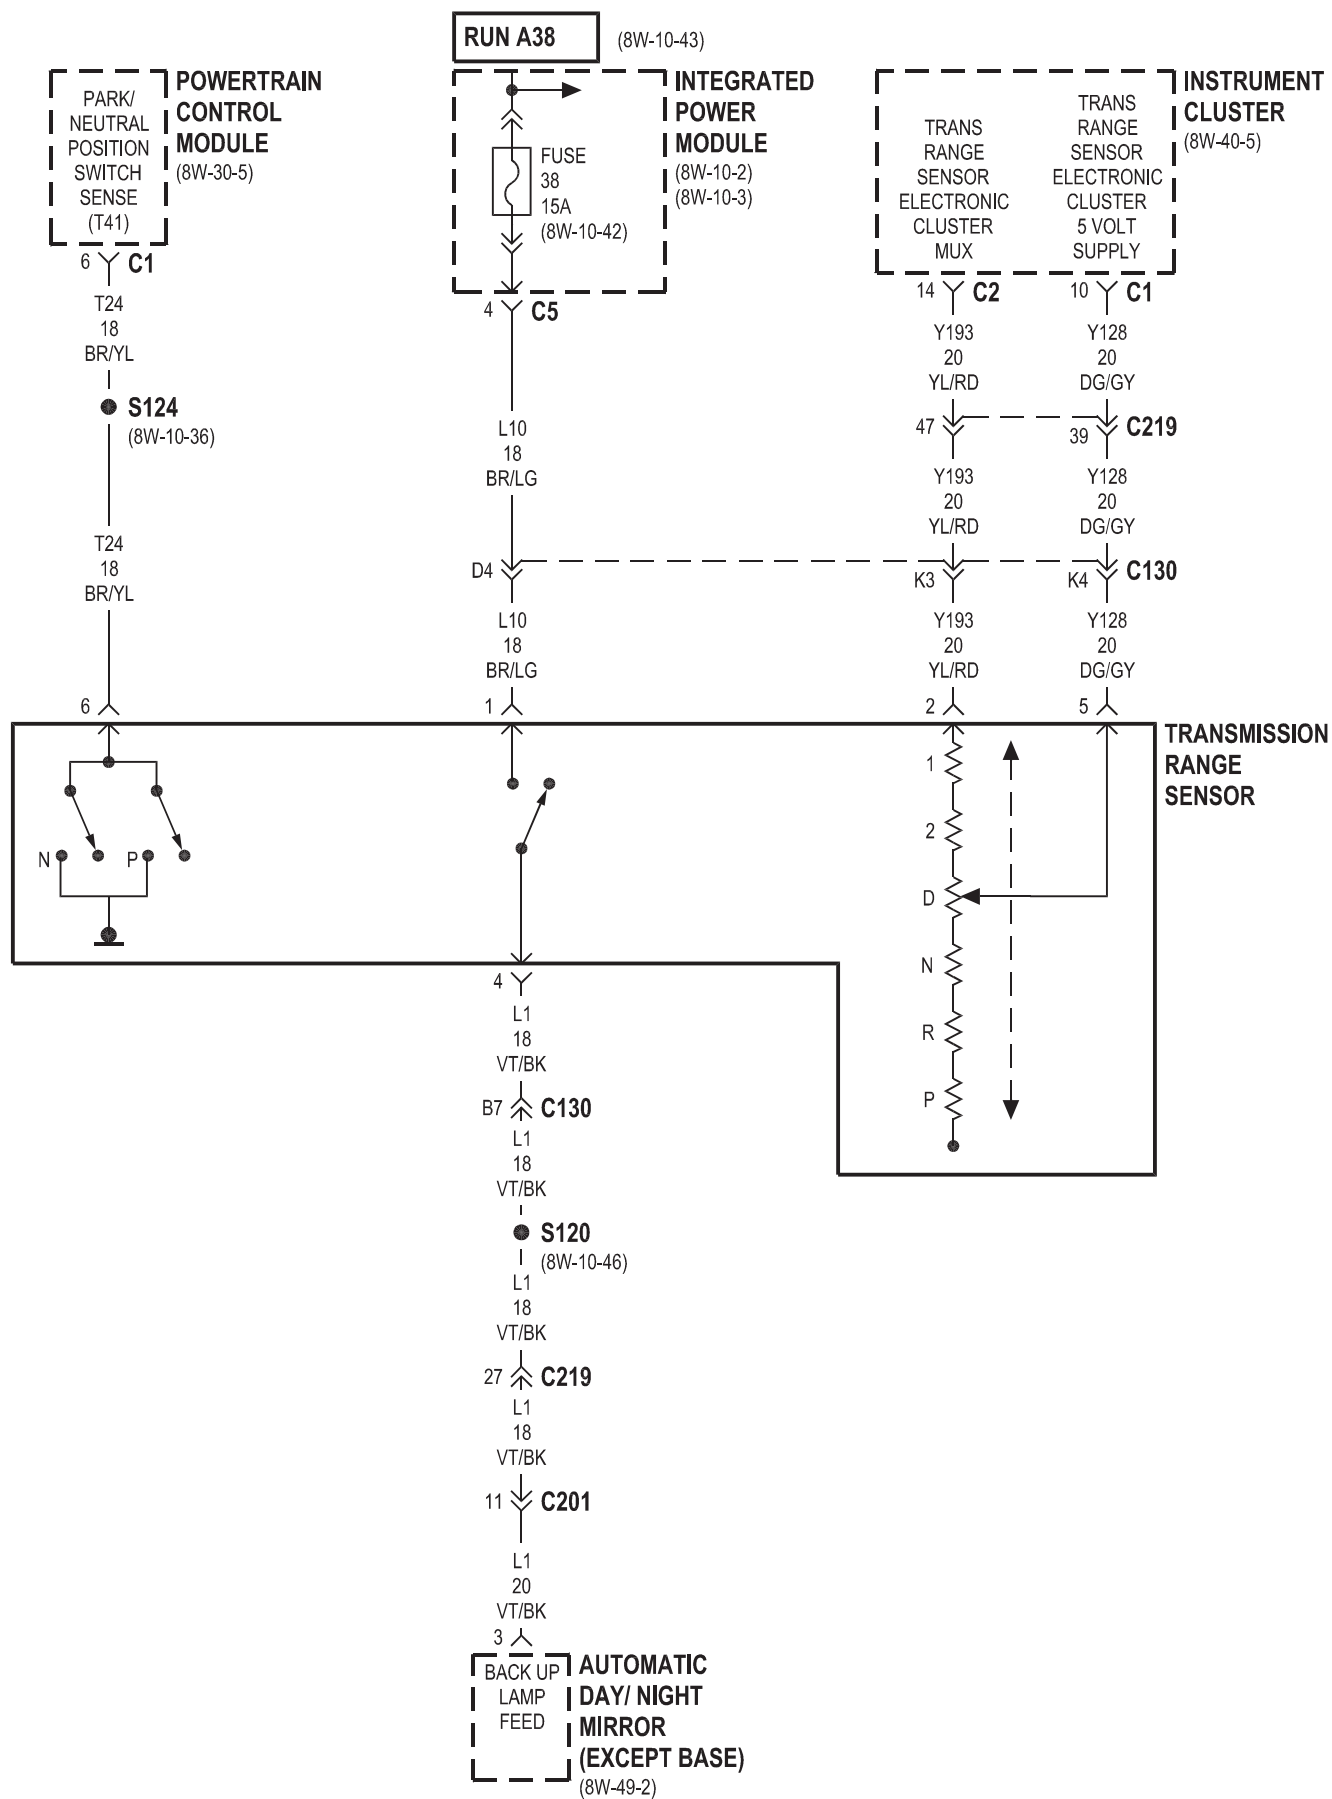 RUN A38
(8W-10-43)
PARK/
NEUTRAL
POSITION
SWITCH
SENSE
(T41)
POWERTRAIN
CONTROL
MODULE
(8W-30-5)
FUSE
38
15A
(8W-10-42)
INTEGRATED
POWER
MODULE
(8W-10-2)
(8W-10-3)
TRANS
RANGE
SENSOR
ELECTRONIC
CLUSTER
MUX
TRANS
RANGE
SENSOR
ELECTRONIC
CLUSTER
5 VOLT
SUPPLY
INSTRUMENT
CLUSTER
(8W-40-5)
6
C1
T24
18
BR/YL
S124
(8W-10-36)
T24
18
BR/YL
6
4
C5
L10
18
BR/LG
D4
L10
18
BR/LG
1
14
C2
Y193
20
YL/RD
47
Y193
20
YL/RD
K3
Y193
20
YL/RD
2
10
C1
Y128
20
DG/GY
39
C219
Y128
20
DG/GY
K4
C130
Y128
20
DG/GY
5
TRANSMISSION
RANGE
SENSOR
N
P
1
2
D
N
R
P
4
L1
18
VT/BK
B7
C130
L1
18
VT/BK
S120
(8W-10-46)
L1
18
VT/BK
27
C219
L1
18
VT/BK
11
C201
L1
20
VT/BK
3
BACK UP
LAMP
FEED
AUTOMATIC
DAY/ NIGHT
MIRROR
(EXCEPT BASE)
(8W-49-2)